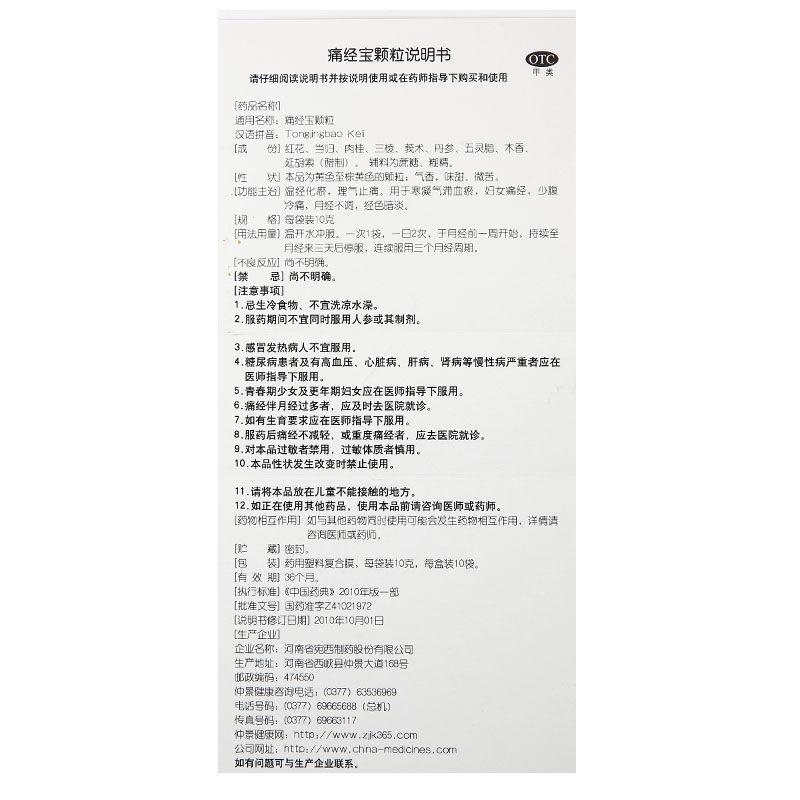 痛经宝颗粒说明书
OTC
甲类
请仔细阅读说明书并按说明使用或在药师指导下购买和使用
[药品名称]
通用名称：痛经宝颗粒
汉语拼音：Tongjingbao Keli
[成　份] 红花、当归、肉桂、三棱、莪术、丹参、五灵脂、木香、
延胡索（醋制）。 辅料为蔗糖、糊精。
[性　状] 本品为黄色至棕黄色的颗粒；气香，味甜、微苦。
[功能主治] 温经化瘀，理气止痛。用于寒凝气滞血瘀，妇女痛经，少腹
冷痛，月经不调，经色暗淡。
[规　格] 每袋装10克
[用法用量] 温开水冲服。一次1袋，一日2次，于月经前一周开始，持续至
月经来三天后停服，连续服用三个月经周期。
[不良反应] 尚不明确。
[禁　忌] 尚不明确。
[注意事项]
1.忌生冷食物、不宜洗凉水澡。
2.服药期间不宜同时服用人参或其制剂。
3.感冒发热病人不宜服用。
4.糖尿病患者及有高血压、心脏病、肝病、肾病等慢性病严重者应在
医师指导下服用。
5.青春期少女及更年期妇女应在医师指导下服用。
6.痛经伴月经过多者，应及时去医院就诊。
7.如有生育要求应在医师指导下服用。
8.服药后痛经不减轻，或重度痛经者，应去医院就诊。
9.对本品过敏者禁用，过敏体质者慎用。
10.本品性状发生改变时禁止使用。
11.请将本品放在儿童不能接触的地方。
12.如正在使用其他药品，使用本品前请咨询医师或药师。
[药物相互作用] 如与其他药物同时使用可能会发生药物相互作用，详情请
咨询医师或药师。
[贮　藏] 密封。
[包　装] 药用塑料复合膜，每袋装10克，每盒装10袋。
[有 效 期] 36个月。
[执行标准] 《中国药典》2010年版一部
[批准文号] 国药准字Z41021972
[说明书修订日期] 2010年10月01日
[生产企业]
企业名称：河南省宛西制药股份有限公司
生产地址：河南省西峡县仲景大道168号
邮政编码：474550
仲景健康咨询电话：(0377) 63536969
电话号码：(0377) 69665688（总机）
传真号码：(0377) 69663117
仲景健康网：http://www.zjjk365.com
公司网址：http://www.china-medicines.com
如有问题可与生产企业联系。